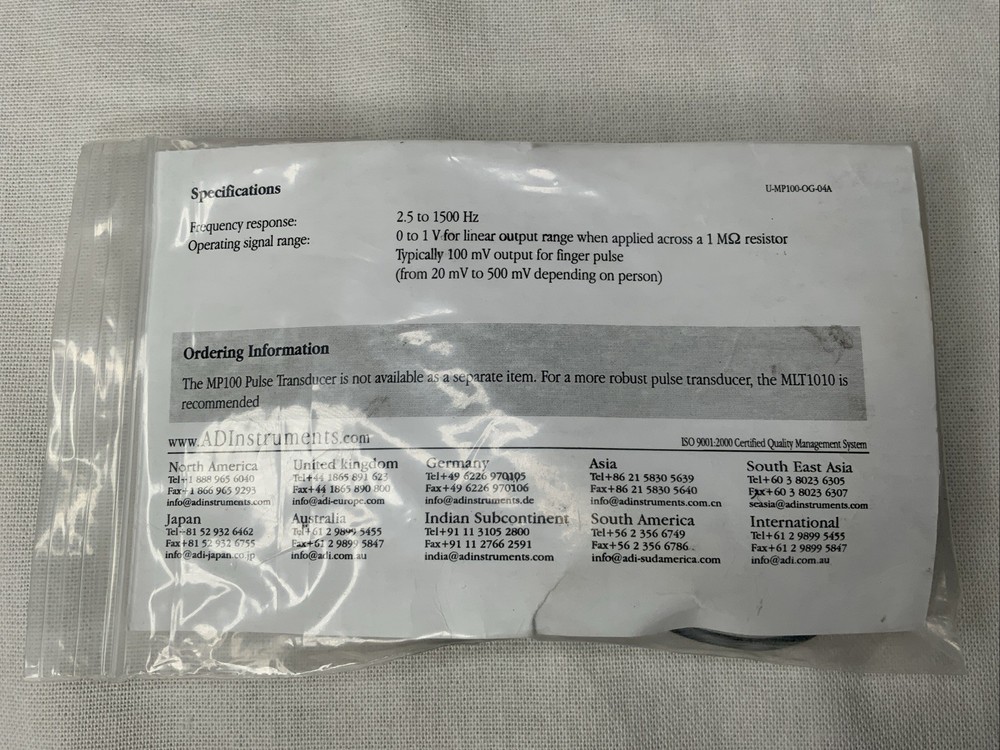 Specifications
U-MP100-OG-04A
Frequency response: 2.5 to 1500 Hz
Operating signal range: 0 to 1 V for linear output range when applied across a 1 MΩ resistor
Typically 100 mV output for finger pulse
(from 20 mV to 500 mV depending on person)
Ordering Information
The MP100 Pulse Transducer is not available as a separate item. For a more robust pulse transducer, the MLT1010 is
recommended
www.ADInstruments.com
ISO 9001:2000 Certified Quality Management System
North America
Tel+1 888 965 6040
Fax+1 866 965 9293
info@adinstruments.com
United kingdom
Tel+44 1865 891 623
Fax+44 1865 890 800
info@adi-europe.com
Germany
Tel+49 6226 970105
Fax+49 6226 970106
info@adinstruments.de
Asia
Tel+86 21 5830 5639
Fax+86 21 5830 5640
info@adinstruments.com.cn
South East Asia
Tel+60 3 8023 6305
Fax+60 3 8023 6307
seasia@adinstruments.com
Japan
Tel+81 52 932 6462
Fax+81 52 932 6755
info@adi-japan.co.jp
Australia
Tel+61 2 9899 5455
Fax+61 2 9899 5847
info@adi.com.au
Indian Subcontinent
Tel+91 11 3105 2800
Fax+91 11 2766 2591
india@adinstruments.com
South America
Tel+56 2 356 6749
Fax+56 2 356 6786
info@adi-sudamerica.com
International
Tel+61 2 9899 5455
Fax+61 2 9899 5847
info@adi.com.au